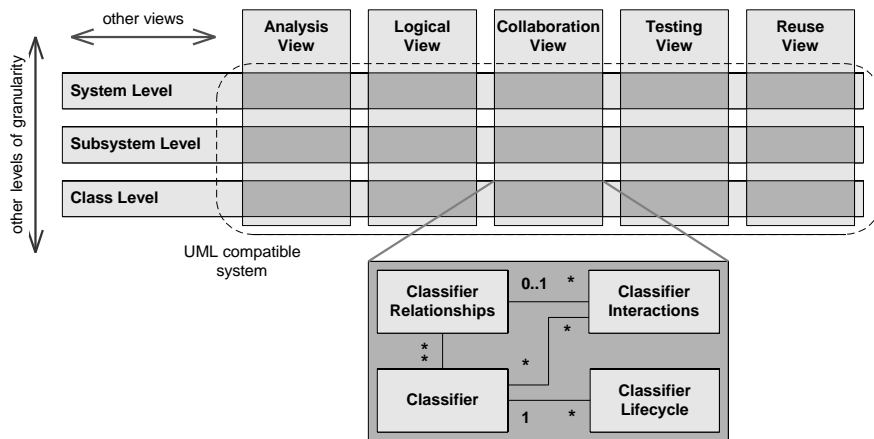 other views
Analysis
View
Logical
View
Collaboration
View
Testing
View
Reuse
View
other levels of granularity
System Level
Subsystem Level
Class Level
UML compatible
system
Classifier
Relationships
0..1
*
Classifier
Interactions
*
*
*
*
Classifier
1
*
Classifier
Lifecycle